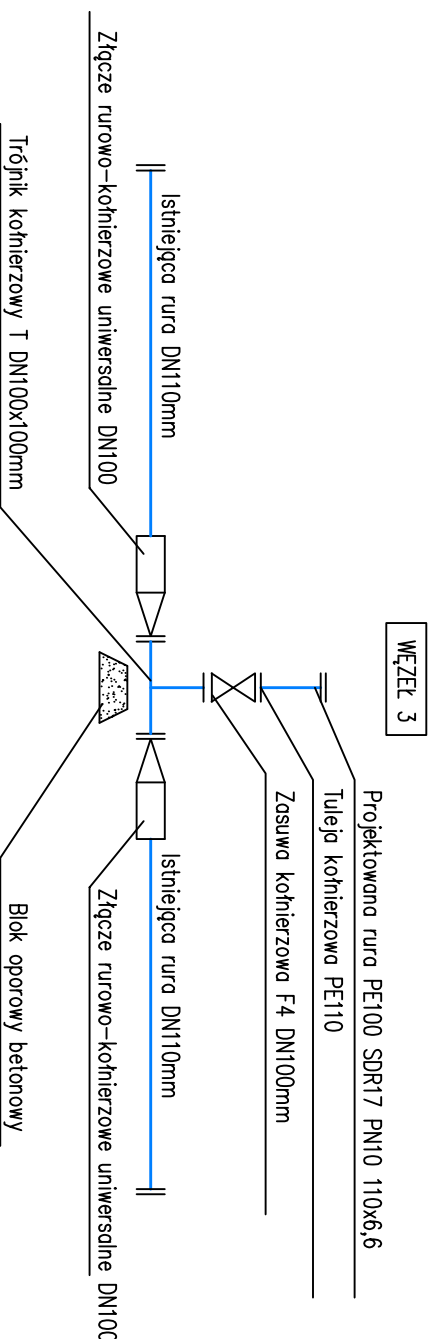 WĘZEŁ 3
Projektowana rura PE100 SDR17 PN10 110x6,6
Tuleja kołnierzowa PE110
Zasuwa kołnierzowa F4 DN100mm
Istniejąca rura DN110mm
Istniejąca rura DN110mm
Złącze rurowo-kołnierzowe uniwersalne DN100
Złącze rurowo-kołnierzowe uniwersalne DN100
Trójnik kołnierzowy T DN100x100mm
Blok oporowy betonowy